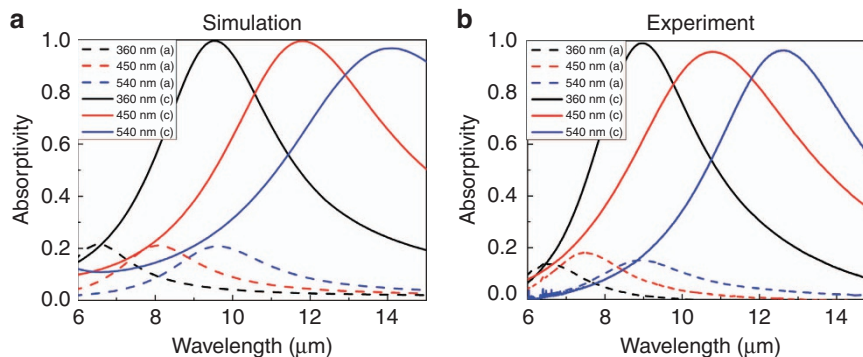 a
Simulation
360 nm (a)
450 nm (a)
540 nm (a)
360 nm (c)
450 nm (c)
540 nm (c)
1.0
0.8
0.6
0.4
0.2
0.0
Absorptivity
6 8 10 12 14
Wavelength (μm)
b
Experiment
360 nm (a)
450 nm (a)
540 nm (a)
360 nm (c)
450 nm (c)
540 nm (c)
1.0
0.8
0.6
0.4
0.2
0.0
Absorptivity
6 8 10 12 14
Wavelength (μm)